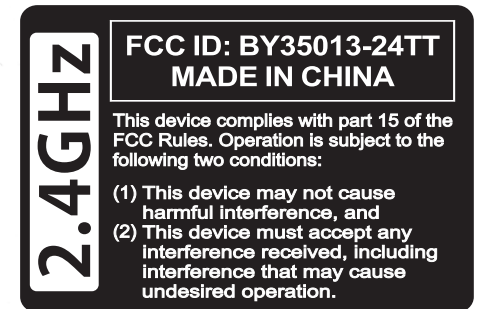 2.4GHz
FCC ID: BY35013-24TT
MADE IN CHINA
This device complies with part 15 of the
FCC Rules. Operation is subject to the
following two conditions:
(1) This device may not cause
harmful interference, and
(2) This device must accept any
interference received, including
interference that may cause
undesired operation.